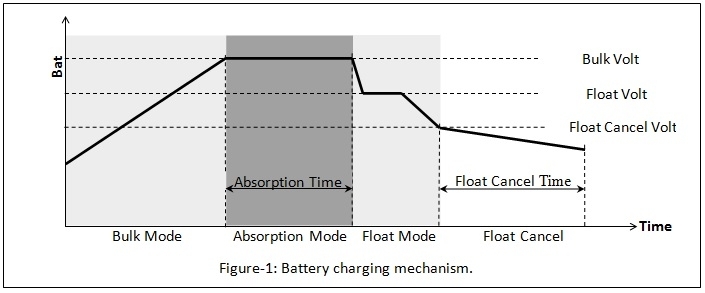 Bat
Bulk Volt
Float Volt
Float Cancel Volt
Absorption Time
Float Cancel Time
Time
Bulk Mode
Absorption Mode
Float Mode
Float Cancel
Figure-1: Battery charging mechanism.